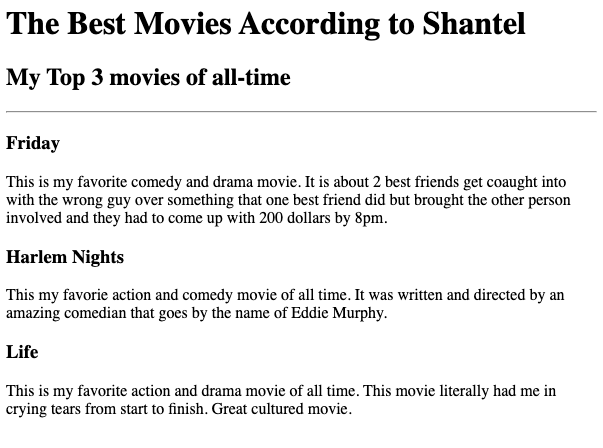 The Best Movies According to Shantel
My Top 3 movies of all-time
Friday
This is my favorite comedy and drama movie. It is about 2 best friends get coaught into
with the wrong guy over something that one best friend did but brought the other person
involved and they had to come up with 200 dollars by 8pm.
Harlem Nights
This my favorie action and comedy movie of all time. It was written and directed by an
amazing comedian that goes by the name of Eddie Murphy.
Life
This is my favorite action and drama movie of all time. This movie literally had me in
crying tears from start to finish. Great cultured movie.